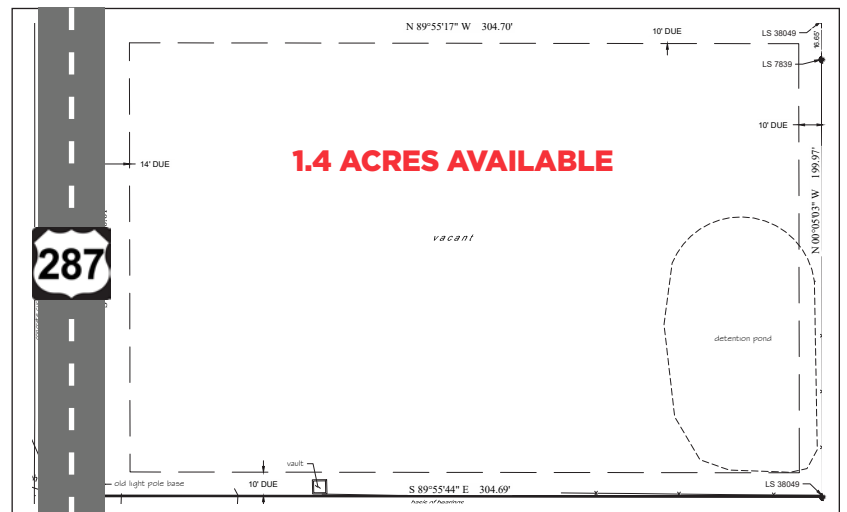 N 89°55'17" W 304.70'
10' DUE
LS 38049
16.65'
LS 7839
10' DUE
14' DUE
1.4 ACRES AVAILABLE
N 00°05'03" W 199.97'
vacant
287
detention pond
vault
old light pole base
10' DUE
S 89°55'44" E 304.69'
LS 38049
basis of bearings